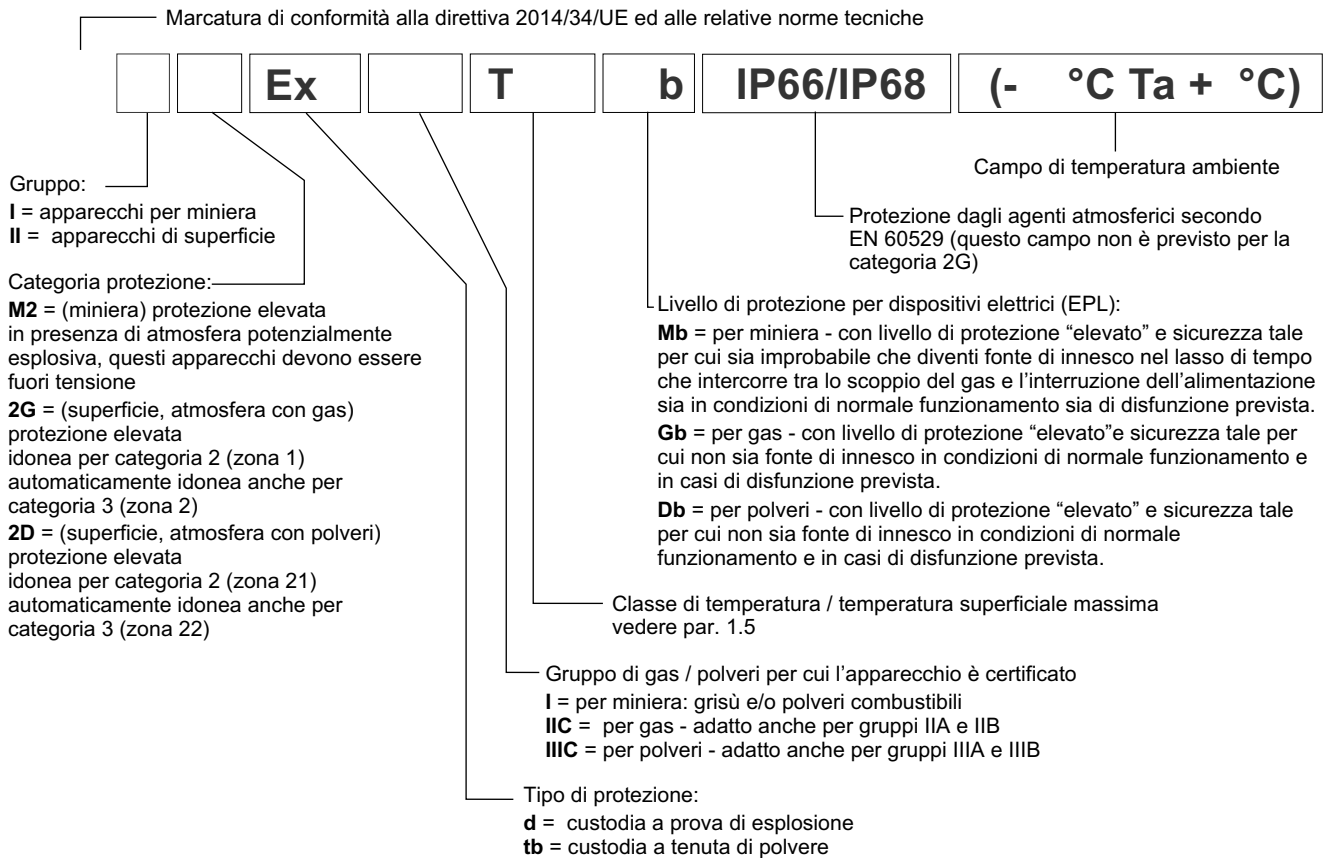 Marcatura di conformità alla direttiva 2014/34/UE ed alle relative norme tecniche
Ex T b IP66/IP68 (- °C Ta + °C)
Gruppo:
I = apparecchi per miniera
II = apparecchi di superficie
Categoria protezione:
M2 = (miniera) protezione elevata
in presenza di atmosfera potenzialmente
esplosiva, questi apparecchi devono essere
fuori tensione
2G = (superficie, atmosfera con gas)
protezione elevata
idonea per categoria 2 (zona 1)
automaticamente idonea anche per
categoria 3 (zona 2)
2D = (superficie, atmosfera con polveri)
protezione elevata
idonea per categoria 2 (zona 21)
automaticamente idonea anche per
categoria 3 (zona 22)
Campo di temperatura ambiente
Protezione dagli agenti atmosferici secondo
EN 60529 (questo campo non è previsto per la
categoria 2G)
Livello di protezione per dispositivi elettrici (EPL):
Mb = per miniera - con livello di protezione “elevato” e sicurezza tale
per cui sia improbabile che diventi fonte di innesco nel lasso di tempo
che intercorre tra lo scoppio del gas e l’interruzione dell’alimentazione
sia in condizioni di normale funzionamento sia di disfunzione prevista.
Gb = per gas - con livello di protezione “elevato”e sicurezza tale per
cui non sia fonte di innesco in condizioni di normale funzionamento e
in casi di disfunzione prevista.
Db = per polveri - con livello di protezione “elevato” e sicurezza tale
per cui non sia fonte di innesco in condizioni di normale
funzionamento e in casi di disfunzione prevista.
Classe di temperatura / temperatura superficiale massima
vedere par. 1.5
Gruppo di gas / polveri per cui l’apparecchio è certificato
I = per miniera: grisù e/o polveri combustibili
IIC = per gas - adatto anche per gruppi IIA e IIB
IIIC = per polveri - adatto anche per gruppi IIIA e IIIB
Tipo di protezione:
d = custodia a prova di esplosione
tb = custodia a tenuta di polvere